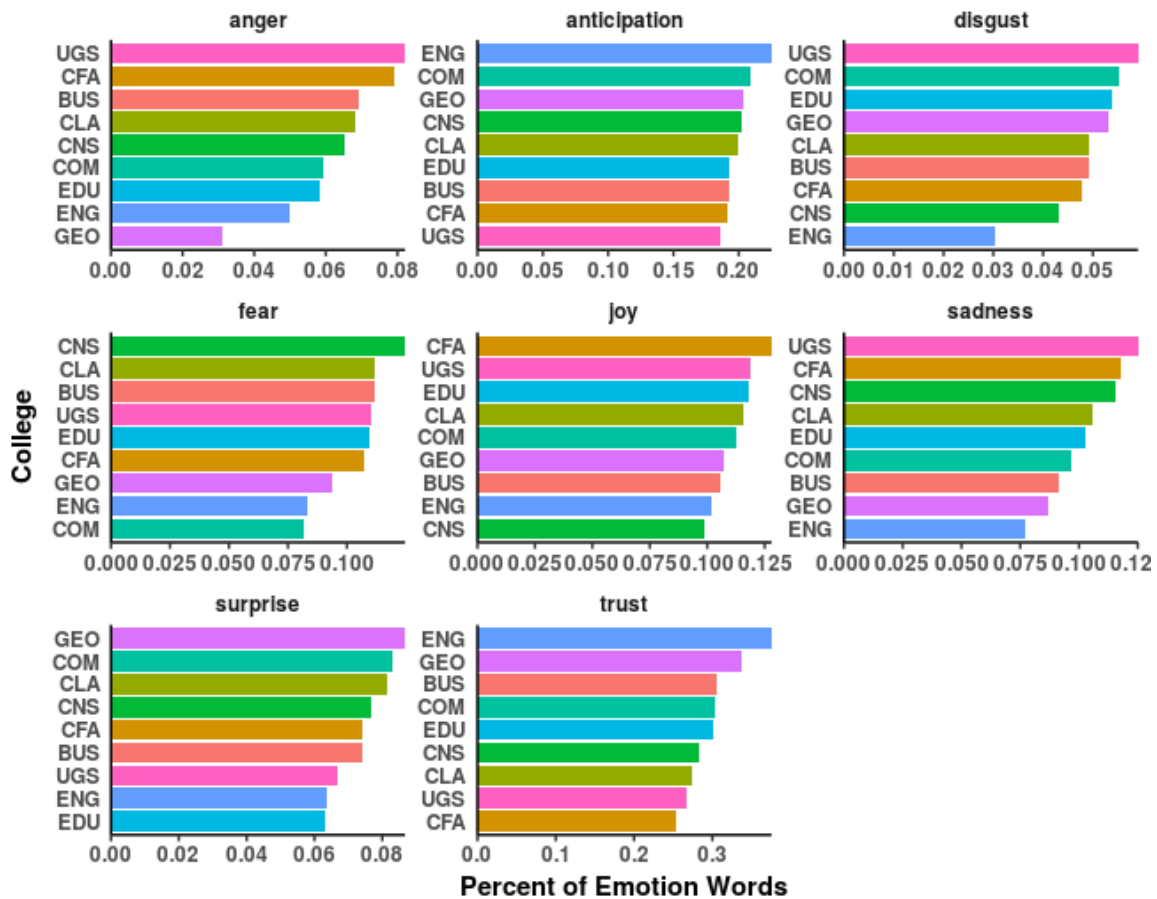 anger
UGS
CFA
BUS
CLA
CNS
COM
EDU
ENG
GEO
0.00 0.02 0.04 0.06 0.08
anticipation
ENG
COM
GEO
CNS
CLA
EDU
BUS
CFA
UGS
0.00 0.05 0.10 0.15 0.20
disgust
UGS
COM
EDU
GEO
CLA
BUS
CFA
CNS
ENG
0.00 0.01 0.02 0.03 0.04 0.05
College
fear
CNS
CLA
BUS
UGS
EDU
CFA
GEO
ENG
COM
0.000 0.025 0.050 0.075 0.100
joy
CFA
UGS
EDU
CLA
COM
GEO
BUS
ENG
CNS
0.000 0.025 0.050 0.075 0.100 0.125
sadness
UGS
CFA
CNS
CLA
EDU
COM
BUS
GEO
ENG
0.000 0.025 0.050 0.075 0.100 0.12
surprise
GEO
COM
CLA
CNS
CFA
BUS
UGS
ENG
EDU
0.00 0.02 0.04 0.06 0.08
trust
ENG
GEO
BUS
COM
EDU
CNS
CLA
UGS
CFA
0.0 0.1 0.2 0.3
Percent of Emotion Words